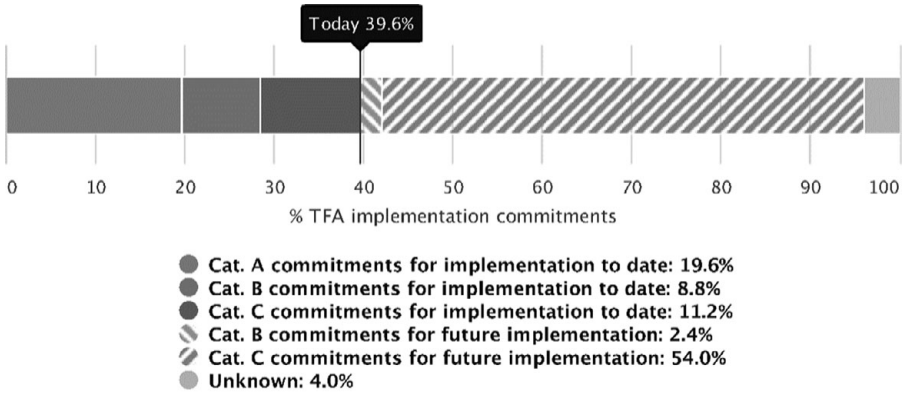 Today 39.6%
0 10 20 30 40 50 60 70 80 90 100
% TFA implementation commitments
Cat. A commitments for implementation to date: 19.6%
Cat. B commitments for implementation to date: 8.8%
Cat. C commitments for implementation to date: 11.2%
Cat. B commitments for future implementation: 2.4%
Cat. C commitments for future implementation: 54.0%
Unknown: 4.0%